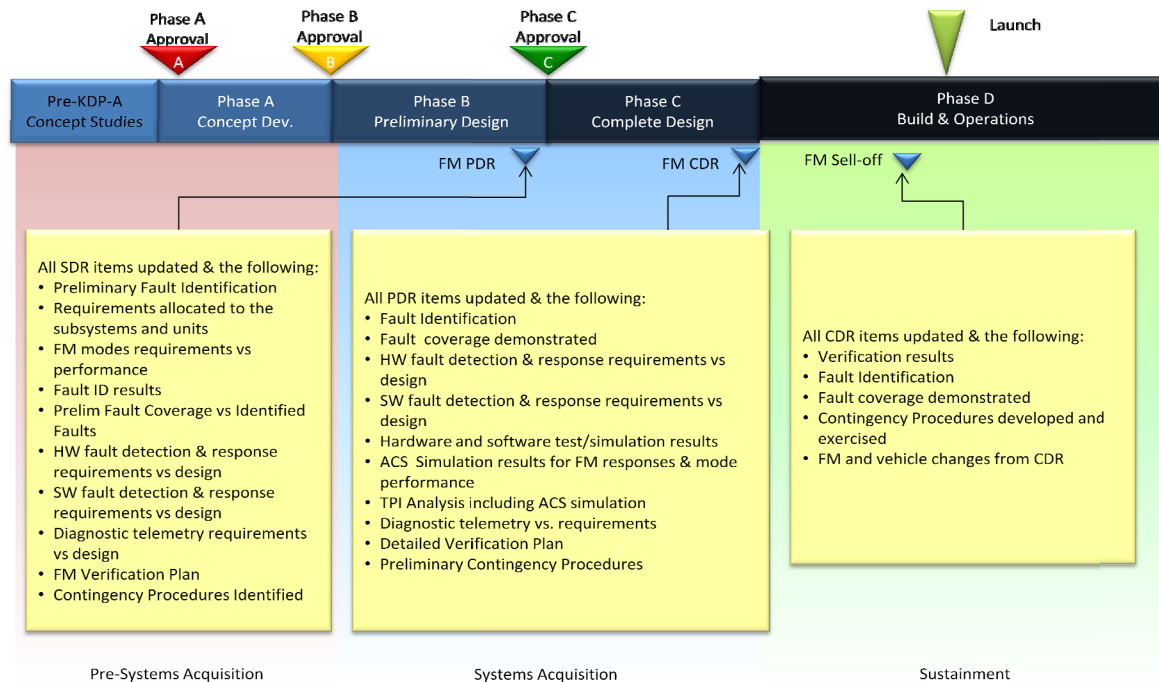 Phase A
Approval
A
Phase B
Approval
B
Phase C
Approval
C
Launch
Pre-KDP-A
Concept Studies
Phase A
Concept Dev.
Phase B
Preliminary Design
Phase C
Complete Design
Phase D
Build & Operations
FM PDR
FM CDR
FM Sell-off
All SDR items updated & the following:
• Preliminary Fault Identification
• Requirements allocated to the
subsystems and units
• FM modes requirements vs
performance
• Fault ID results
• Prelim Fault Coverage vs Identified
Faults
• HW fault detection & response
requirements vs design
• SW fault detection & response
requirements vs design
• Diagnostic telemetry requirements
vs design
• FM Verification Plan
• Contingency Procedures Identified
All PDR items updated & the following:
• Fault Identification
• Fault coverage demonstrated
• HW fault detection & response requirements vs
design
• SW fault detection & response requirements vs
design
• Hardware and software test/simulation results
• ACS Simulation results for FM responses & mode
performance
• TPI Analysis including ACS simulation
• Diagnostic telemetry vs. requirements
• Detailed Verification Plan
• Preliminary Contingency Procedures
All CDR items updated & the following:
• Verification results
• Fault Identification
• Fault coverage demonstrated
• Contingency Procedures developed and
exercised
• FM and vehicle changes from CDR
Pre-Systems Acquisition
Systems Acquisition
Sustainment